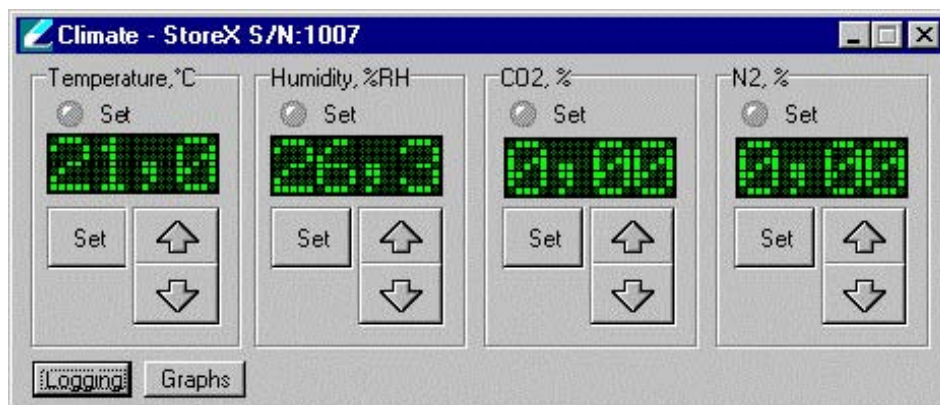 Climate - StoreX S/N:1007
Temperature,°C Humidity, %RH CO2, % N2, %
Set Set Set Set
21,0 26,3 0,00 0,00
Set Set Set Set
Logging Graphs